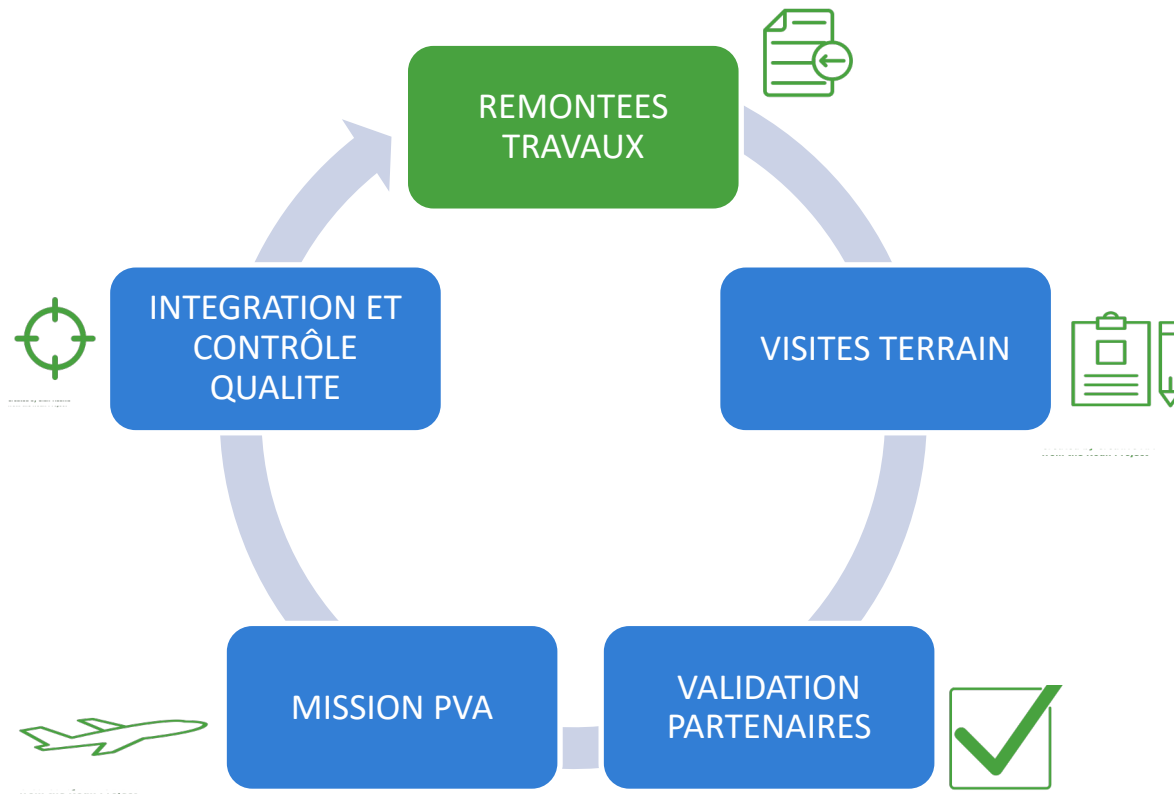 REMONTEES
TRAVAUX
VISITES TERRAIN
VALIDATION
PARTENAIRES
MISSION PVA
INTEGRATION ET
CONTRÔLE
QUALITE